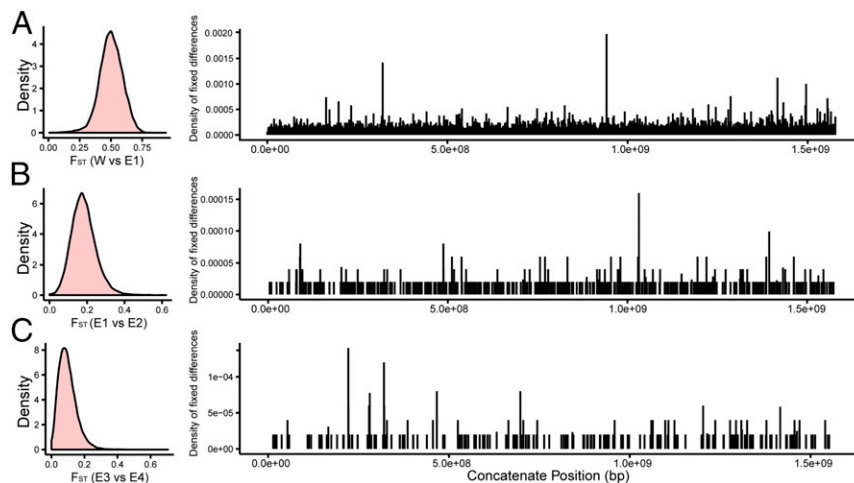 A
Density
4
3
2
1
0
0.00 0.25 0.50 0.75
FST (W vs E1)
Density of fixed differences
0.0020
0.0015
0.0010
0.0005
0.0000
0.0e+00 5.0e+08 1.0e+09 1.5e+09
B
Density
6
4
2
0
0.0 0.2 0.4 0.6
FST (E1 vs E2)
Density of fixed differences
0.00015
0.00010
0.00005
0.00000
0.0e+00 5.0e+08 1.0e+09 1.5e+09
C
Density
8
6
4
2
0
0.0 0.2 0.4 0.6
FST (E3 vs E4)
Density of fixed differences
1e−04
5e−05
0e+00
0.0e+00 5.0e+08 1.0e+09 1.5e+09
Concatenate Position (bp)